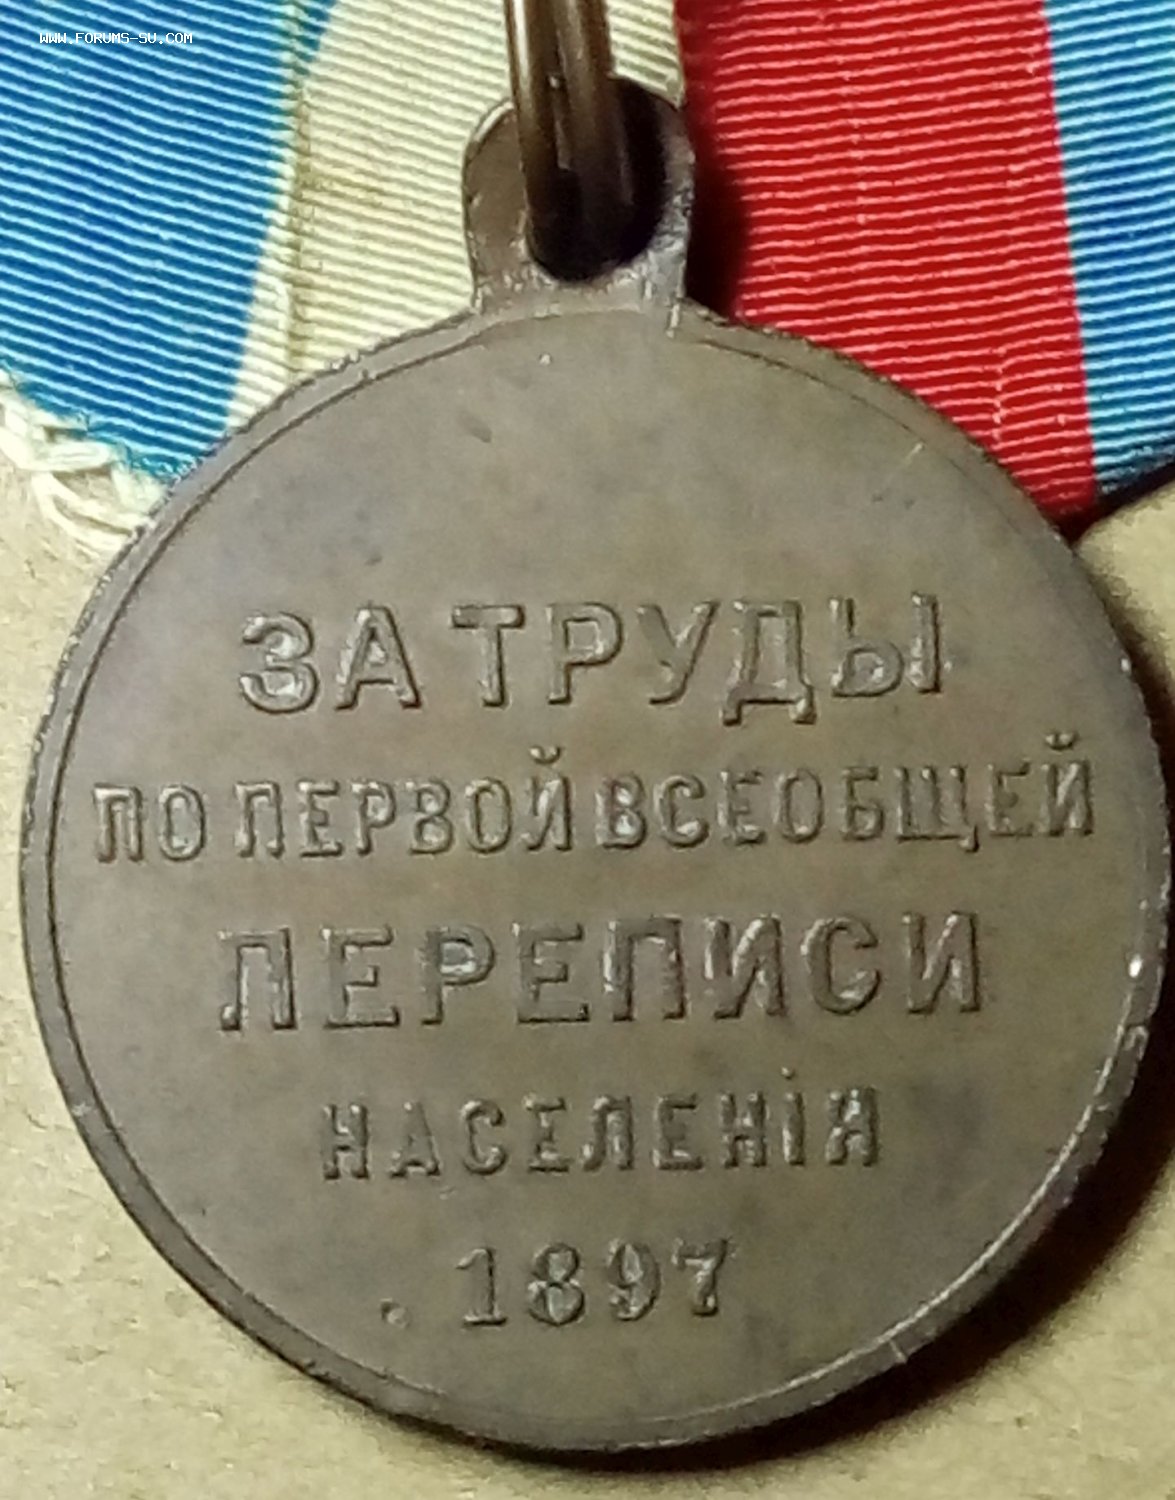 WWW.FORUMS-SU.COM
ЗА ТРУДЫ
ПО ПЕРВОЙ ВСЕОБЩЕЙ
ПЕРЕПИСИ
НАСЕЛЕНІЯ
1897